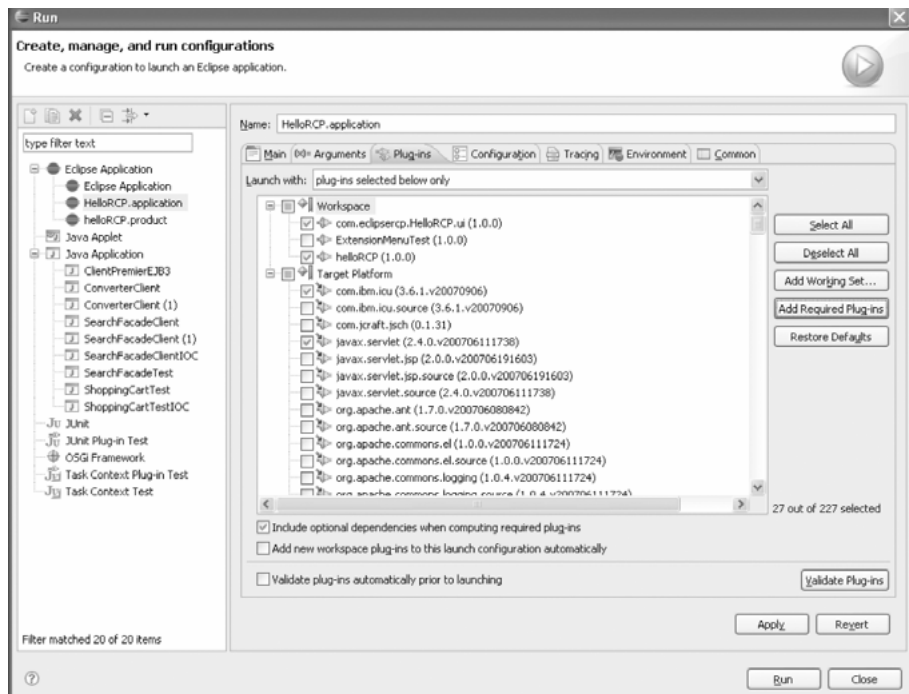 Run
Create, manage, and run configurations
Create a configuration to launch an Eclipse application.
type filter text
Eclipse Application
Eclipse Application
HelloRCP.application
helloRCP.product
Java Applet
Java Application
ClientPremierEJB3
ConverterClient
ConverterClient (1)
SearchFacadeClient
SearchFacadeClient (1)
SearchFacadeClientIOC
SearchFacadeTest
ShoppingCartTest
ShoppingCartTestIOC
JUnit
JUnit Plug-in Test
OSGi Framework
Task Context Plug-in Test
Task Context Test
Filter matched 20 of 20 items
Name: HelloRCP.application
Main Arguments Plug-ins Configuration Tracing Environment Common
Launch with: plug-ins selected below only
Workspace
com.eclipsercp.HelloRCP.ui (1.0.0)
ExtensionMenuTest (1.0.0)
helloRCP (1.0.0)
Target Platform
com.ibm.icu (3.6.1.v20070906)
com.ibm.icu.source (3.6.1.v20070906)
com.jcraft.jsch (0.1.31)
javax.servlet (2.4.0.v200706111738)
javax.servlet.jsp (2.0.0.v200706191603)
javax.servlet.jsp.source (2.0.0.v200706191603)
javax.servlet.source (2.4.0.v200706111738)
org.apache.ant (1.7.0.v200706080842)
org.apache.ant.source (1.7.0.v200706080842)
org.apache.commons.el (1.0.0.v200706111724)
org.apache.commons.el.source (1.0.0.v200706111724)
org.apache.commons.logging (1.0.4.v200706111724)
org.apache.commons.logging.source (1.0.4.v200706111724)
Select All
Deselect All
Add Working Set...
Add Required Plug-ins
Restore Defaults
27 out of 227 selected
Include optional dependencies when computing required plug-ins
Add new workspace plug-ins to this launch configuration automatically
Validate plug-ins automatically prior to launching
Validate Plug-ins
Apply Revert
Run Close